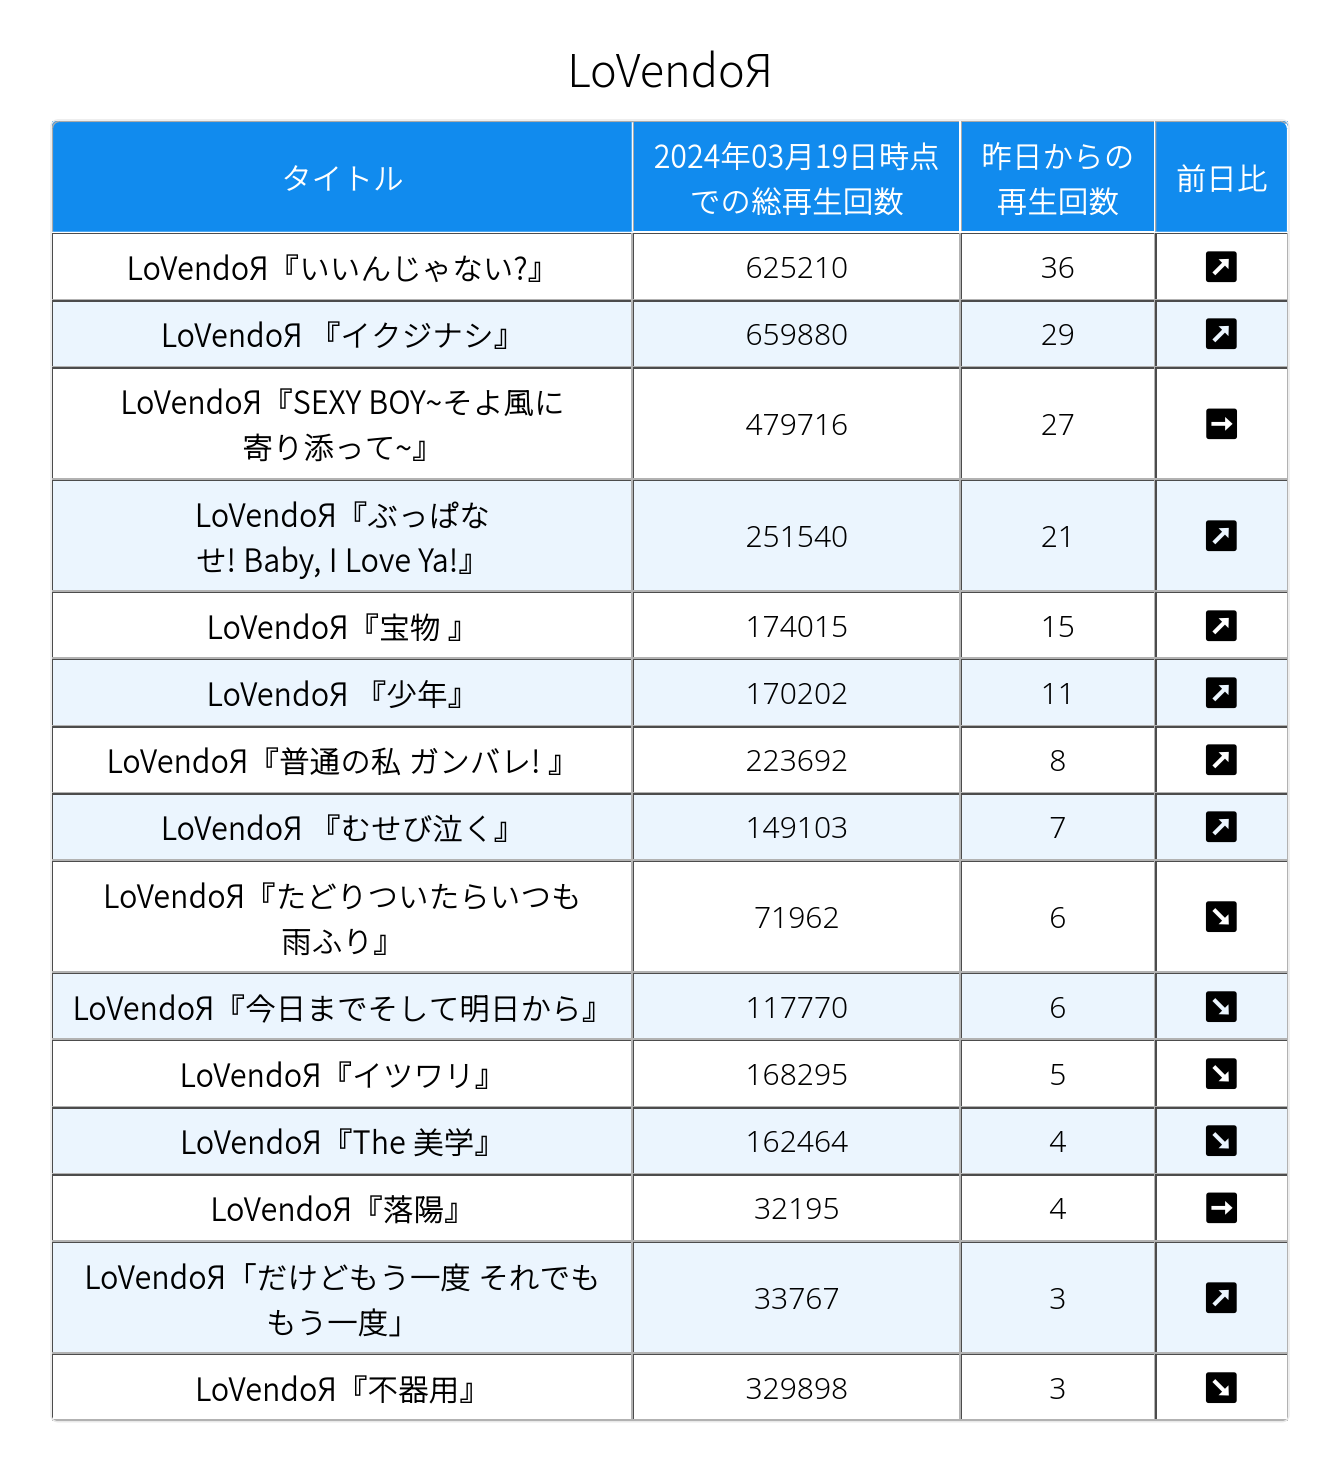 LoVendoЯ
タイトル
2024年03月19日時点
での総再生回数
昨日からの
再生回数
前日比
LoVendoЯ『いいんじゃない?』
625210
36
LoVendoЯ 『イクジナシ』
659880
29
LoVendoЯ『SEXY BOY~そよ風に
寄り添って~』
479716
27
LoVendoЯ『ぶっぱな
せ! Baby, I Love Ya!』
251540
21
LoVendoЯ『宝物 』
174015
15
LoVendoЯ 『少年』
170202
11
LoVendoЯ『普通の私 ガンバレ! 』
223692
8
LoVendoЯ 『むせび泣く』
149103
7
LoVendoЯ『たどりついたらいつも
雨ふり』
71962
6
LoVendoЯ『今日までそして明日から』
117770
6
LoVendoЯ『イツワリ』
168295
5
LoVendoЯ『The 美学』
162464
4
LoVendoЯ『落陽』
32195
4
LoVendoЯ「だけどもう一度 それでも
もう一度」
33767
3
LoVendoЯ『不器用』
329898
3